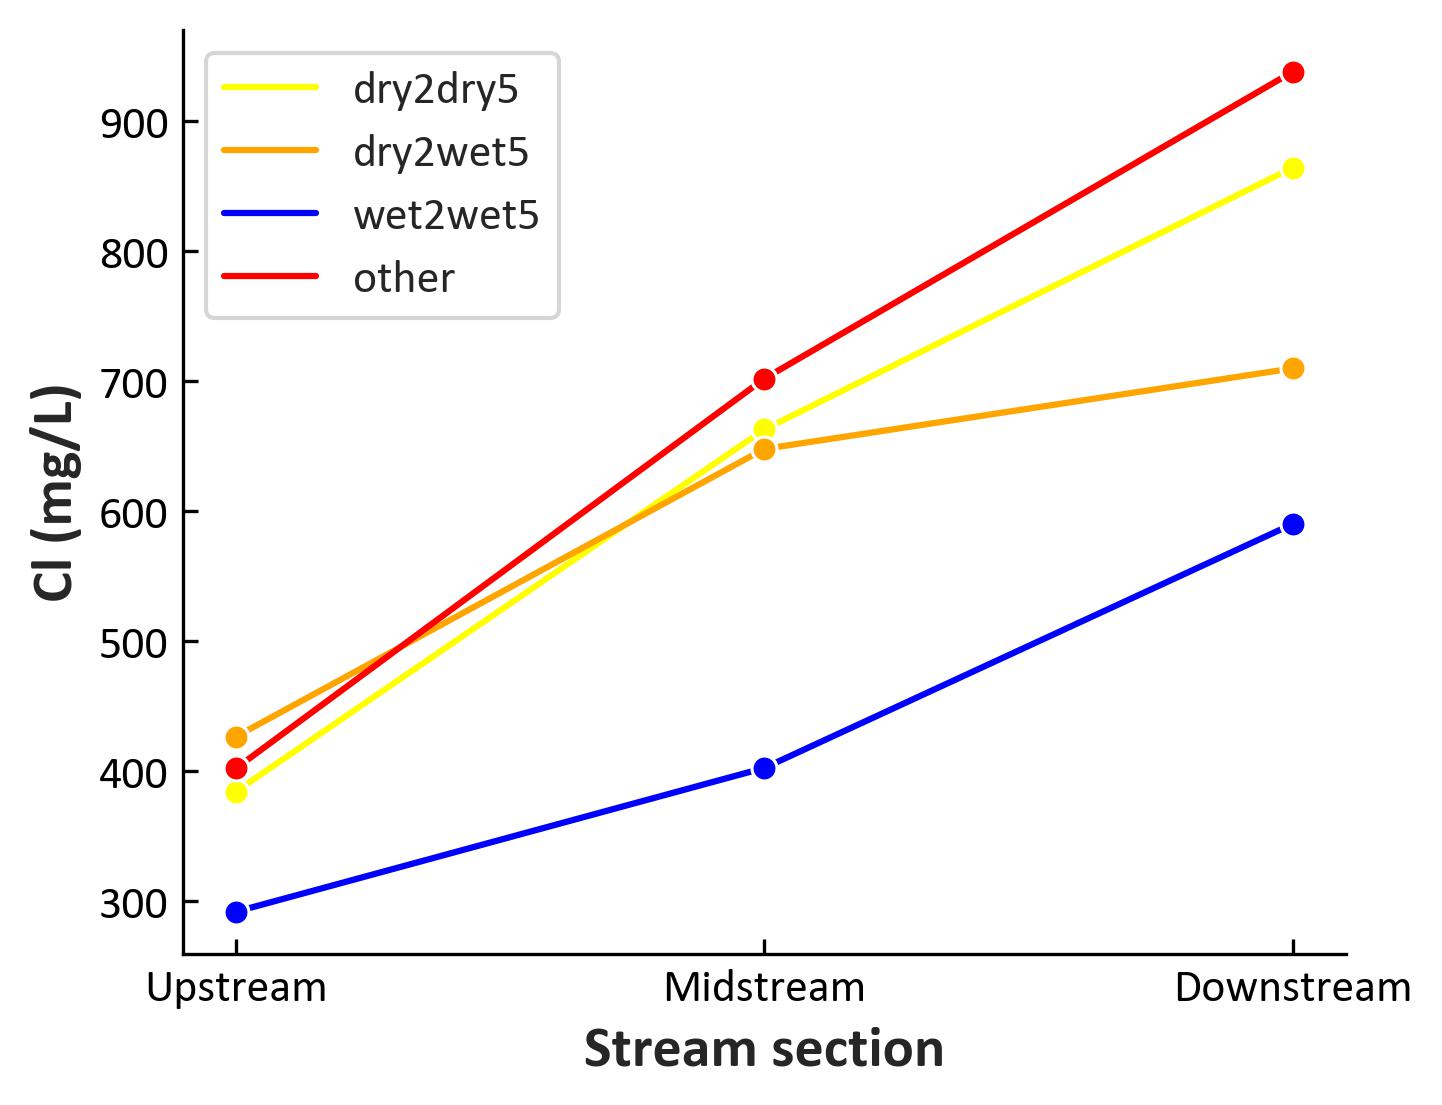 dry2dry5
dry2wet5
wet2wet5
other
Cl (mg/L)
900
800
700
600
500
400
300
Upstream Midstream Downstream
Stream section